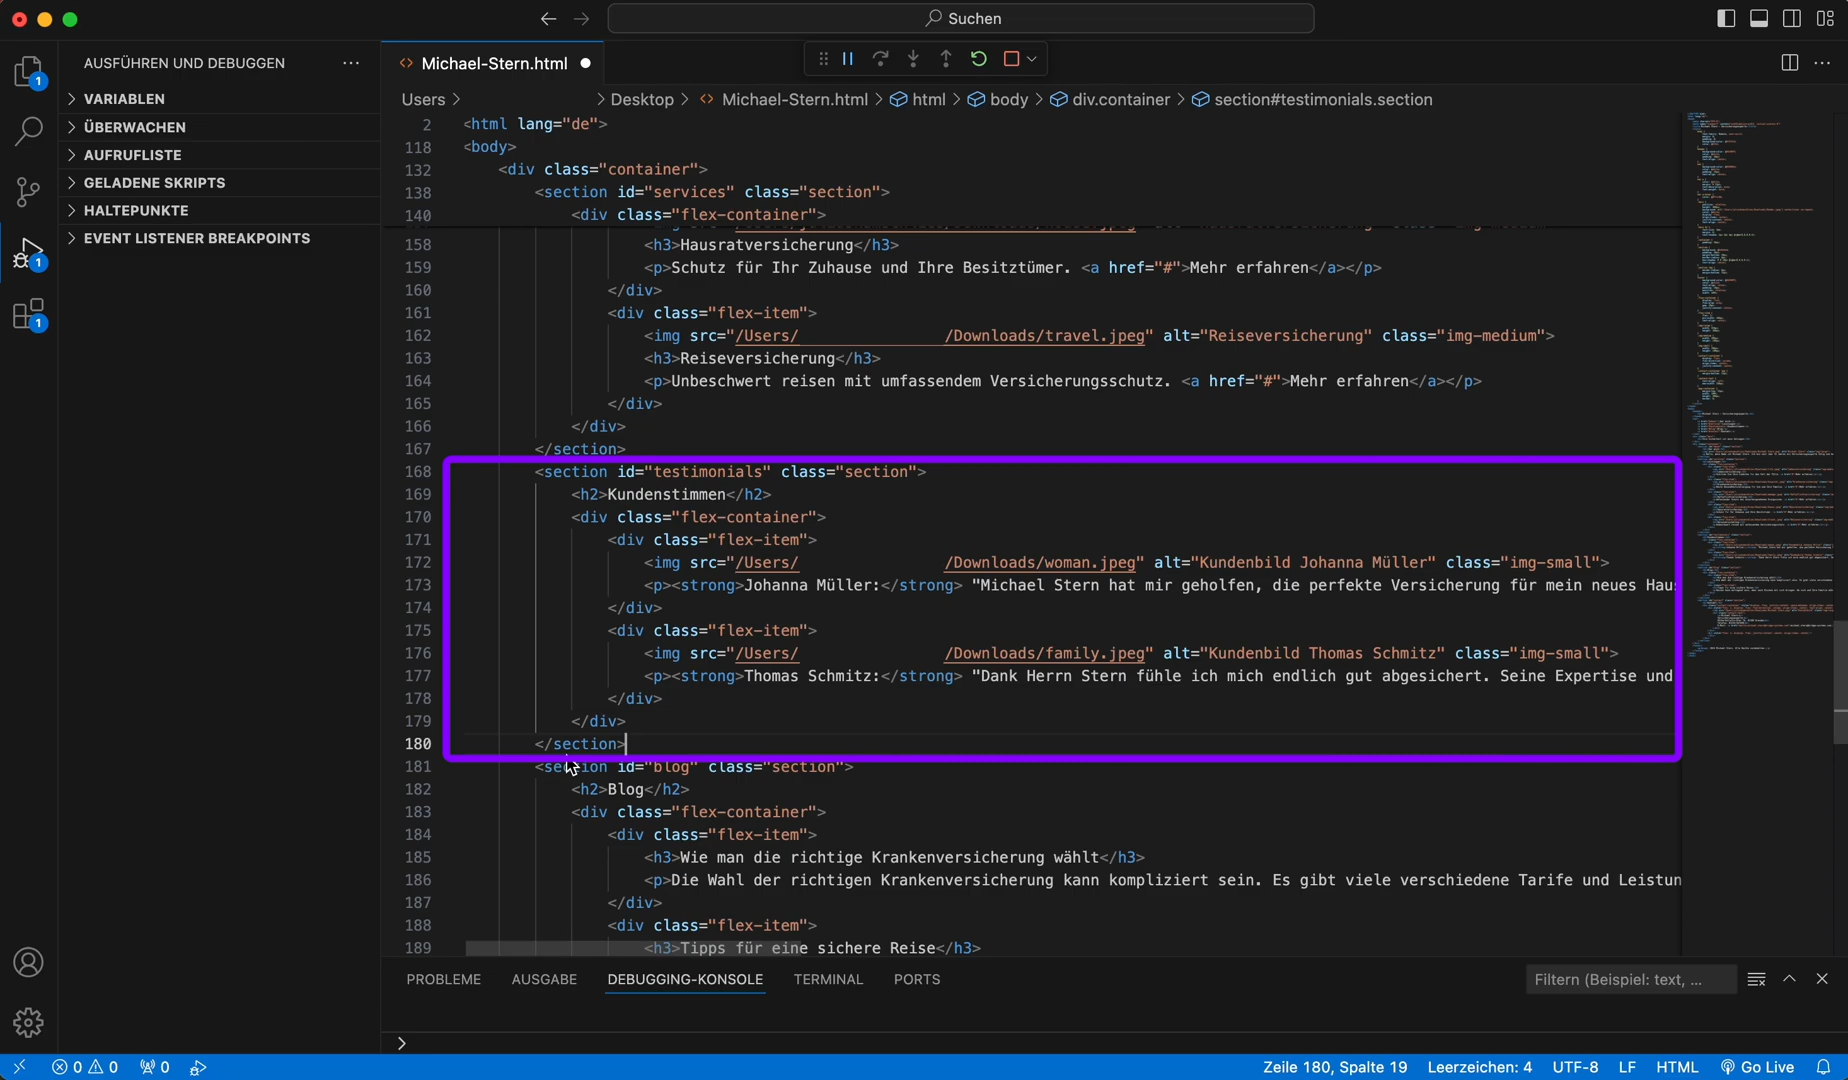 Suchen
AUSFÜHREN UND DEBUGGEN
VARIABLEN
ÜBERWACHEN
AUFRUFLISTE
GELADENE SKRIPTS
HALTEPUNKTE
EVENT LISTENER BREAKPOINTS
1
1
1
Michael-Stern.html
Users > > Desktop > Michael-Stern.html > html > body > div.container > section#testimonials.section
2 <html lang="de">
118 <body>
132 <div class="container">
138 <section id="services" class="section">
140 <div class="flex-container">
158 <h3>Hausratversicherung</h3>
159 <p>Schutz für Ihr Zuhause und Ihre Besitztümer. <a href="#">Mehr erfahren</a></p>
160 </div>
161 <div class="flex-item">
162 <img src="/Users/ /Downloads/travel.jpeg" alt="Reiseversicherung" class="img-medium">
163 <h3>Reiseversicherung</h3>
164 <p>Unbeschwert reisen mit umfassendem Versicherungsschutz. <a href="#">Mehr erfahren</a></p>
165 </div>
166 </div>
167 </section>
168 <section id="testimonials" class="section">
169 <h2>Kundenstimmen</h2>
170 <div class="flex-container">
171 <div class="flex-item">
172 <img src="/Users/ /Downloads/woman.jpeg" alt="Kundenbild Johanna Müller" class="img-small">
173 <p><strong>Johanna Müller:</strong> "Michael Stern hat mir geholfen, die perfekte Versicherung für mein neues Hau
174 </div>
175 <div class="flex-item">
176 <img src="/Users/ /Downloads/family.jpeg" alt="Kundenbild Thomas Schmitz" class="img-small">
177 <p><strong>Thomas Schmitz:</strong> "Dank Herrn Stern fühle ich mich endlich gut abgesichert. Seine Expertise und
178 </div>
179 </div>
180 </section>
181 <section id="blog" class="section">
182 <h2>Blog</h2>
183 <div class="flex-container">
184 <div class="flex-item">
185 <h3>Wie man die richtige Krankenversicherung wählt</h3>
186 <p>Die Wahl der richtigen Krankenversicherung kann kompliziert sein. Es gibt viele verschiedene Tarife und Leistun
187 </div>
188 <div class="flex-item">
189 <h3>Tipps für eine sichere Reise</h3>
PROBLEME AUSGABE DEBUGGING-KONSOLE TERMINAL PORTS Filtern (Beispiel: text, ...
0 0 0 Zeile 180, Spalte 19 Leerzeichen: 4 UTF-8 LF HTML Go Live